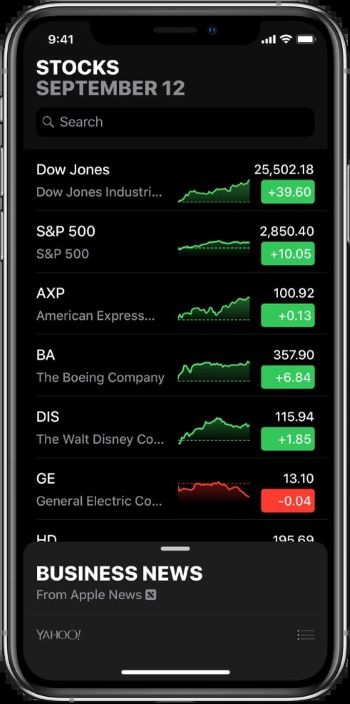 9:41
STOCKS
SEPTEMBER 12
Search
Dow Jones 25,502.18
Dow Jones Industri... +39.60
S&P 500 2,850.40
S&P 500 +10.05
AXP 100.92
American Express... +0.13
BA 357.90
The Boeing Company +6.84
DIS 115.94
The Walt Disney Co... +1.85
GE 13.10
General Electric Co... -0.04
HD 195.69
BUSINESS NEWS
From Apple News
YAHOO!